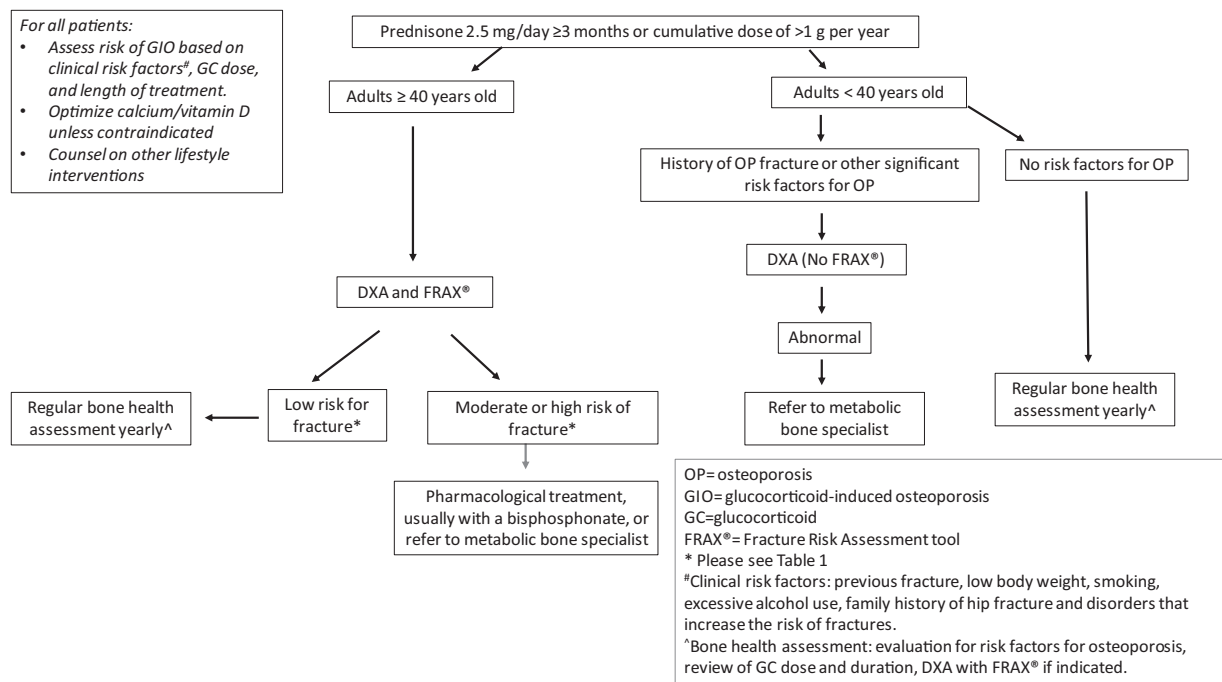 For all patients:
• Assess risk of GIO based on
clinical risk factors#, GC dose,
and length of treatment.
• Optimize calcium/vitamin D
unless contraindicated
• Counsel on other lifestyle
interventions
Prednisone 2.5 mg/day ≥3 months or cumulative dose of >1 g per year
Adults ≥ 40 years old
Adults < 40 years old
History of OP fracture or other significant
risk factors for OP
No risk factors for OP
DXA and FRAX®
DXA (No FRAX®)
Abnormal
Regular bone health
assessment yearly^
Low risk for
fracture*
Moderate or high risk of
fracture*
Refer to metabolic
bone specialist
Regular bone health
assessment yearly^
Pharmacological treatment,
usually with a bisphosphonate, or
refer to metabolic bone specialist
OP= osteoporosis
GIO= glucocorticoid-induced osteoporosis
GC=glucocorticoid
FRAX®= Fracture Risk Assessment tool
* Please see Table 1
#Clinical risk factors: previous fracture, low body weight, smoking,
excessive alcohol use, family history of hip fracture and disorders that
increase the risk of fractures.
^Bone health assessment: evaluation for risk factors for osteoporosis,
review of GC dose and duration, DXA with FRAX® if indicated.